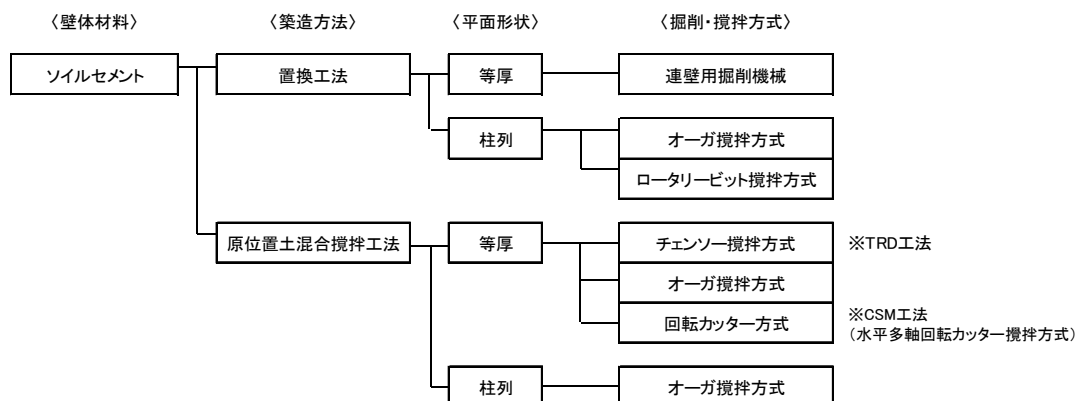 〈壁体材料〉 〈築造方法〉 〈平面形状〉 〈掘削・撹拌方式〉
ソイルセメント 置換工法 等厚 連壁用掘削機械
柱列 オーガ撹拌方式
ロータリービット撹拌方式
原位置土混合撹拌工法 等厚 チェンソー撹拌方式 ※TRD工法
オーガ撹拌方式
回転カッター方式 ※CSM工法
(水平多軸回転カッター撹拌方式)
柱列 オーガ撹拌方式